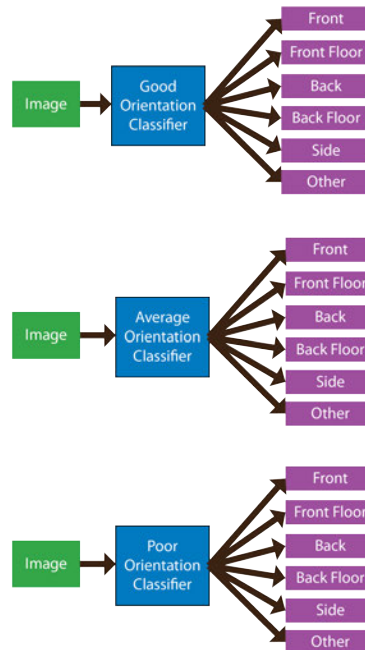 Front
Front Floor
Back
Back Floor
Side
Other
Image
Good
Orientation
Classifier
Front
Front Floor
Back
Back Floor
Side
Other
Image
Average
Orientation
Classifier
Front
Front Floor
Back
Back Floor
Side
Other
Image
Poor
Orientation
Classifier